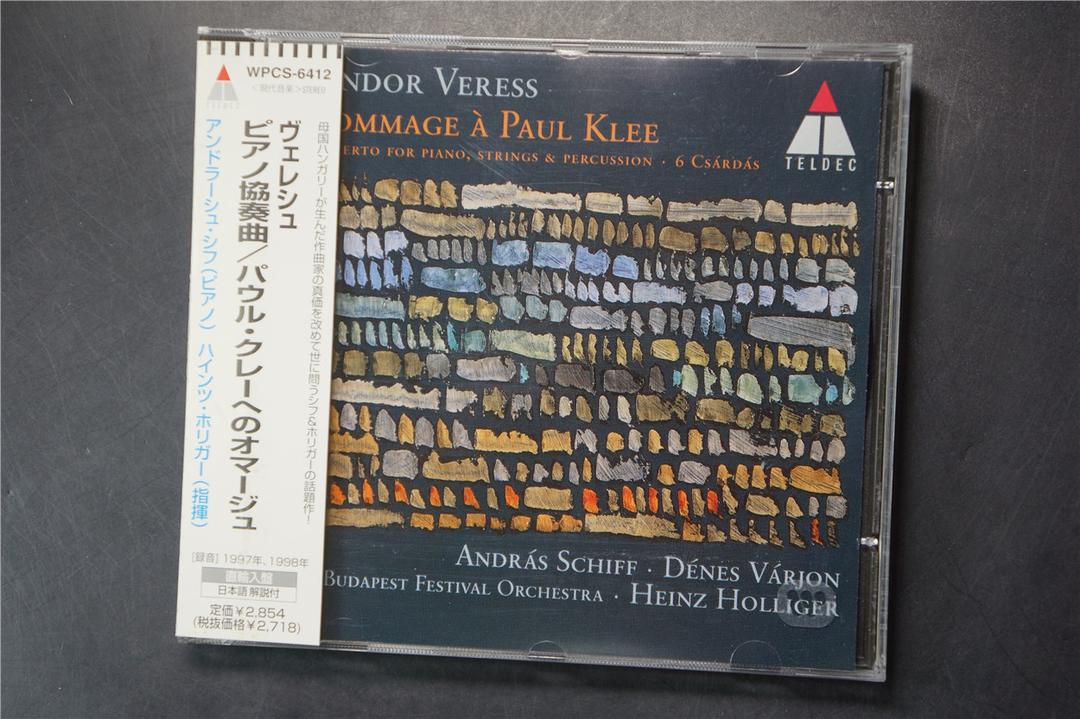 WPCS-6412
<現代音楽> STEREO
TELDEC
母国ハンガリーが生んだ作曲家の真価を改めて世に問うシフ&ホリガーの話題作!
ヴェレシュ
ピアノ協奏曲/パウル・クレーへのオマージュ
アンドラーシュ・シフ(ピアノ) ハインツ・ホリガー(指揮)
[録音] 1997年、1998年
直輸入盤
日本語解説付
定価¥2,854
(税抜価格¥2,718)
NDOR VERESS
OMMAGE À PAUL KLEE
ERTO FOR PIANO, STRINGS & PERCUSSION · 6 CSÁRDÁS
TELDEC
ANDRÁS SCHIFF · DÉNES VÁRJON
BUDAPEST FESTIVAL ORCHESTRA · HEINZ HOLLIGER